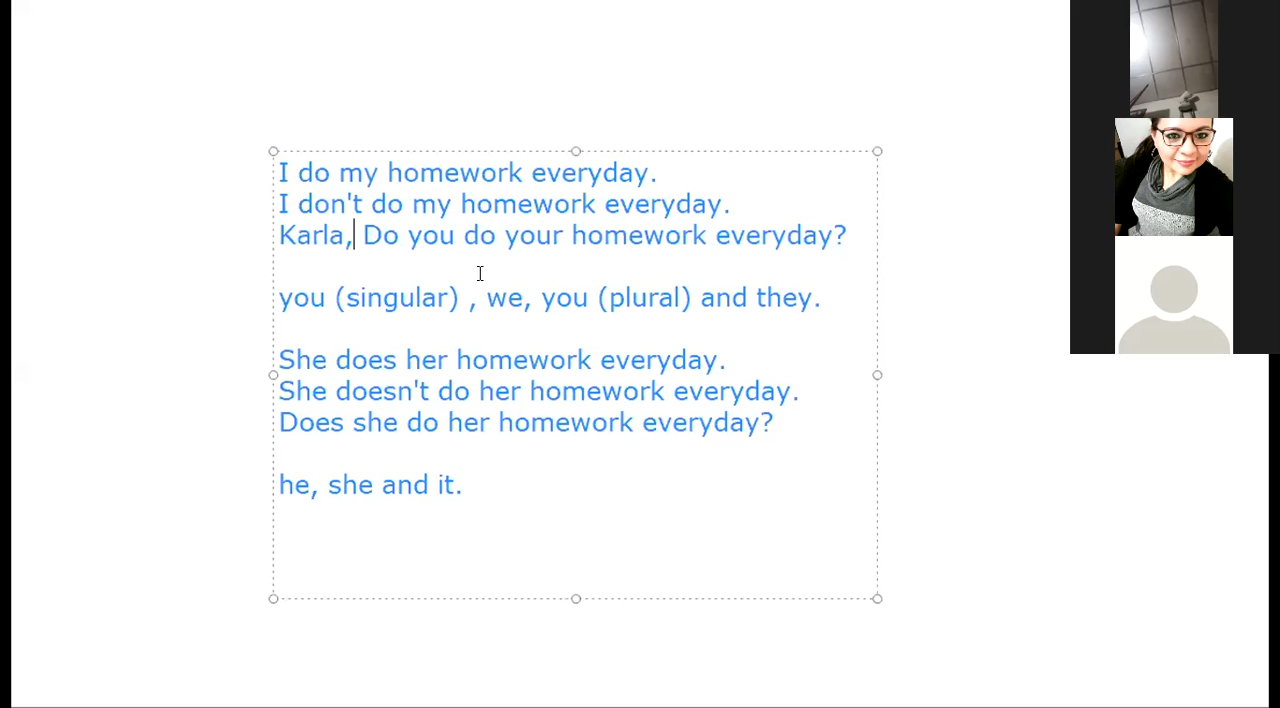 I do my homework everyday.
I don't do my homework everyday.
Karla, Do you do your homework everyday?
you (singular) , we, you (plural) and they.
She does her homework everyday.
She doesn't do her homework everyday.
Does she do her homework everyday?
he, she and it.